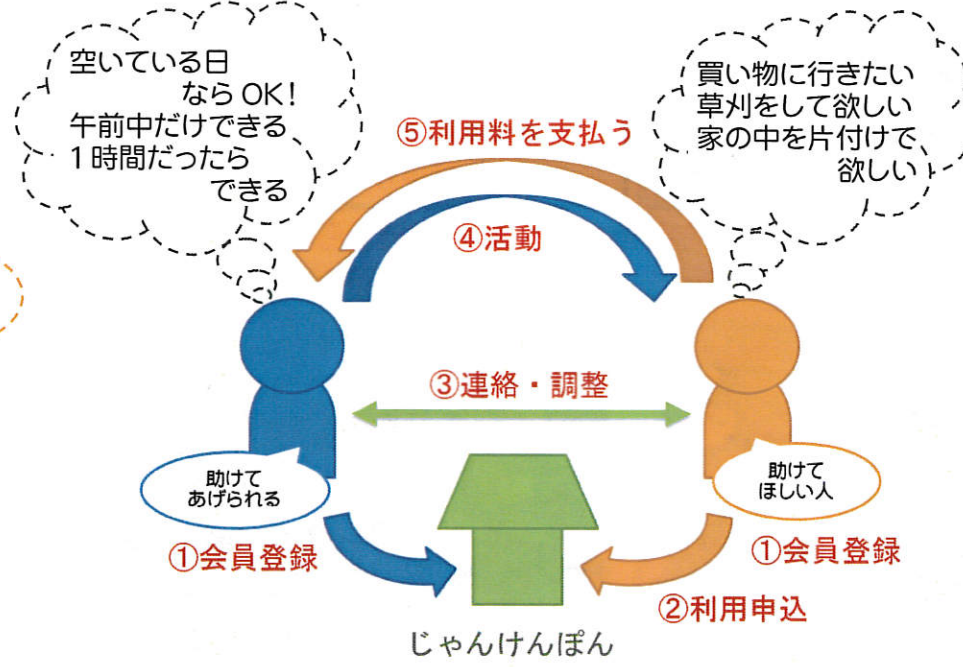 空いている日
なら OK!
午前中だけできる
1時間だったら
できる
買い物に行きたい
草刈をして欲しい
家の中を片付けて
欲しい
⑤利用料を支払う
④活動
③連絡・調整
助けて
あげられる
助けて
ほしい人
①会員登録
①会員登録
②利用申込
じゃんけんぽん